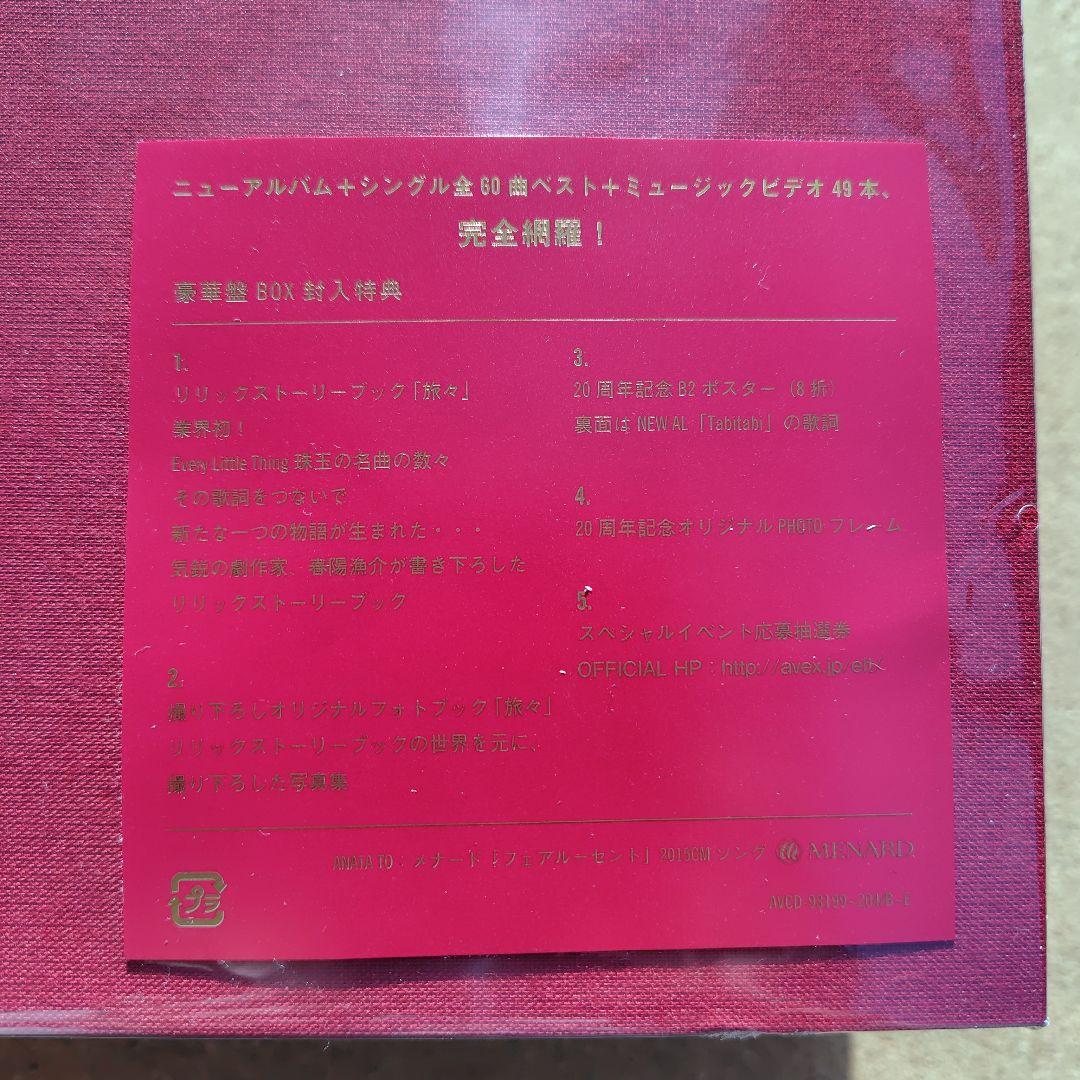 ニューアルバム＋シングル全60曲ベスト＋ミュージックビデオ49本、
完全網羅！
豪華盤BOX封入特典
1.
リリックストーリーブック「旅々」
業界初！
Every Little Thing 珠玉の名曲の数々
その歌詞をつないで
新たな一つの物語が生まれた・・・
気鋭の劇作家、春陽漁介が書き下ろした
リリックストーリーブック
2.
撮り下ろしオリジナルフォトブック「旅々」
リリックストーリーブックの世界を元に、
撮り下ろした写真集
3.
20周年記念B2ポスター（8折）
裏面はNEW AL「Tabitabi」の歌詞
4.
20周年記念オリジナルPHOTOフレーム
5.
スペシャルイベント応募抽選券
OFFICIAL HP：http://avex.jp/elt/
ANATA TO：メナード「フェアルーセント」2015CMソング MENARD
プラ
AVCD-93199~204/B~E